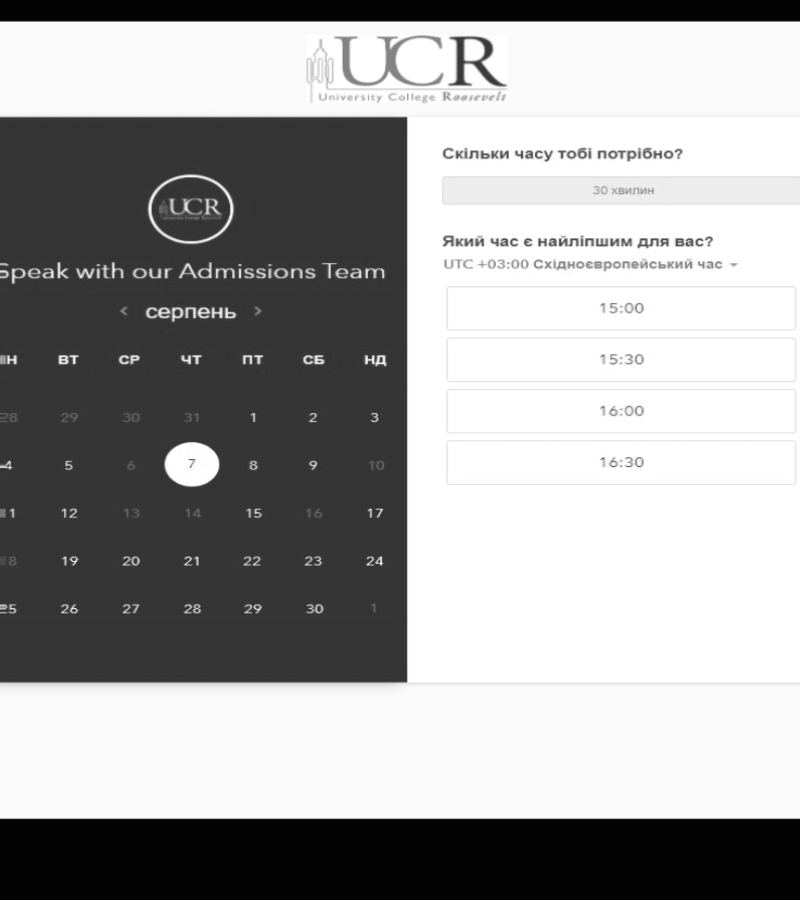 UCR
University College Roosevelt
UCR
Speak with our Admissions Team
< серпень >
Н ВТ СР ЧТ ПТ СБ НД
28 29 30 31 1 2 3
4 5 6 7 8 9 10
1 12 13 14 15 16 17
8 19 20 21 22 23 24
25 26 27 28 29 30 1
Скільки часу тобі потрібно?
30 хвилин
Який час є найліпшим для вас?
UTC +03:00 Східноєвропейський час
15:00
15:30
16:00
16:30